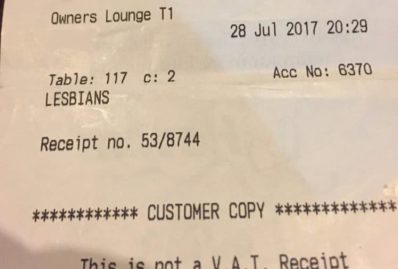 Owners Lounge T1
28 Jul 2017 20:29
Table: 117 c: 2
Acc No: 6370
LESBIANS
Receipt no. 53/8744
************ CUSTOMER COPY *************
This is not a V.A.T. Receipt